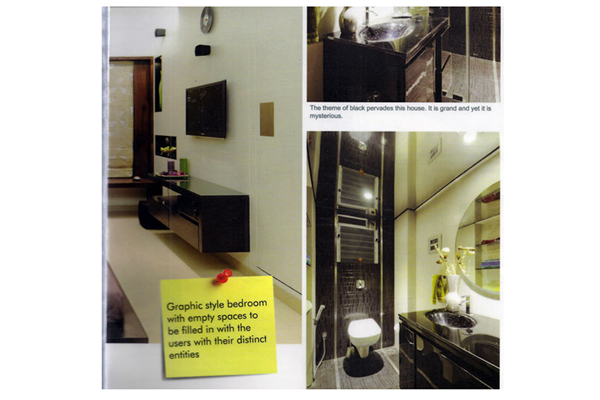 The theme of black pervades this house. It is grand and yet it is
mysterious.
Graphic style bedroom
with empty spaces to
be filled in with the
users with their distinct
entities